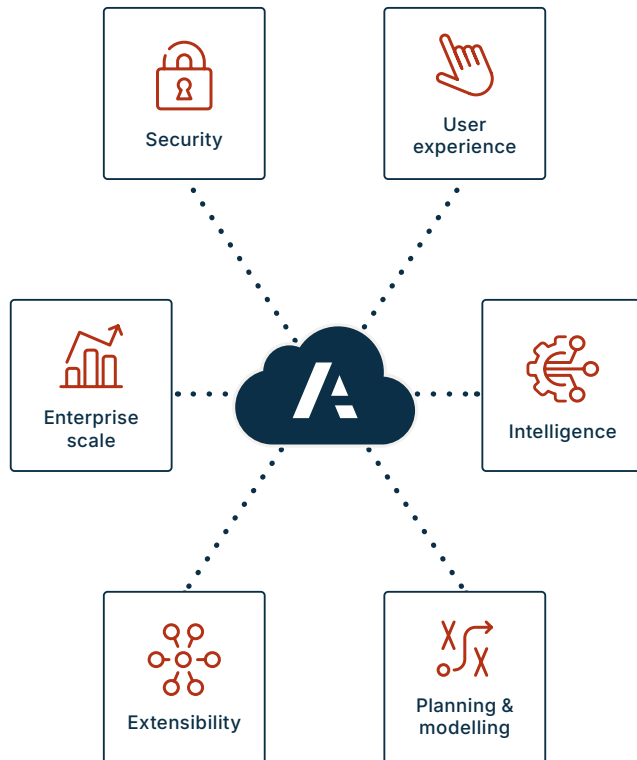 Security
User
experience
Enterprise
scale
Intelligence
Extensibility
Planning &
modelling